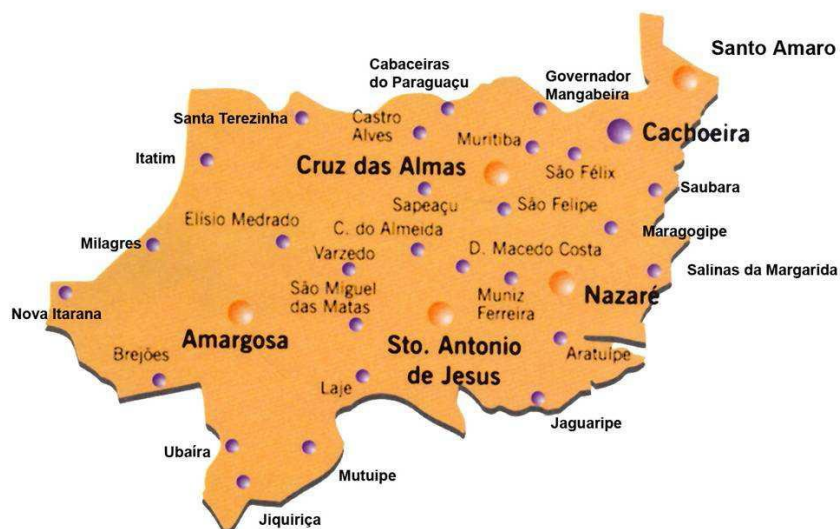 Santo Amaro
Cabaceiras
do Paraguaçu
Governador
Mangabeira
Santa Terezinha
Castro
Alves
Muritiba
Cachoeira
Itatim
Cruz das Almas
São Félix
Saubara
Sapeaçu
São Felipe
Elísio Medrado
C. do Almeida
Maragogipe
Milagres
Varzedo
D. Macedo Costa
Salinas da Margarida
São Miguel
das Matas
Muniz
Ferreira
Nazaré
Nova Itarana
Amargosa
Sto. Antonio
de Jesus
Aratuípe
Brejões
Laje
Jaguaripe
Ubaíra
Mutuipe
Jiquiriça